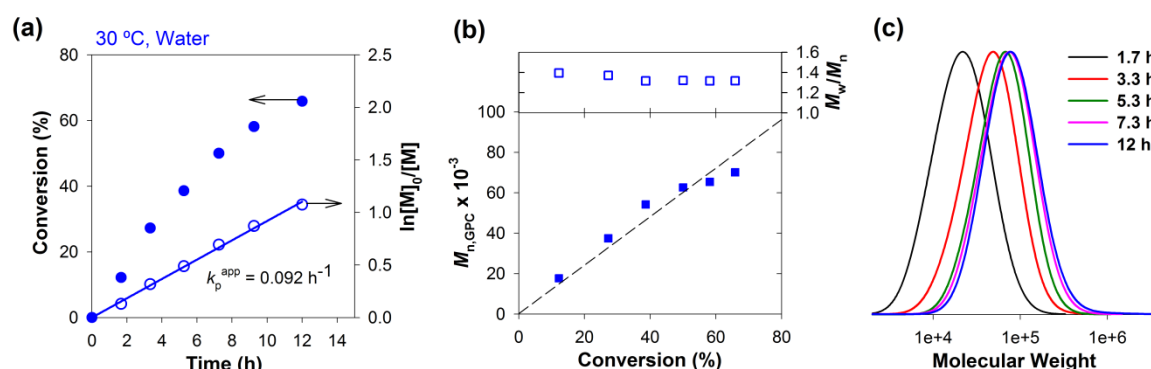 (a)
30 ºC, Water
Conversion (%)
80
60
40
20
0
2.5
2.0
1.5
1.0
0.5
0.0
ln[M]0/[M]
kpapp = 0.092 h-1
0 2 4 6 8 10 12 14
Time (h)
(b)
1.6
1.4
1.2
1.0
Mw/Mn
Mn,GPC x 10-3
100
80
60
40
20
0
0 20 40 60 80
Conversion (%)
(c)
1.7 h
3.3 h
5.3 h
7.3 h
12 h
1e+4 1e+5 1e+6
Molecular Weight